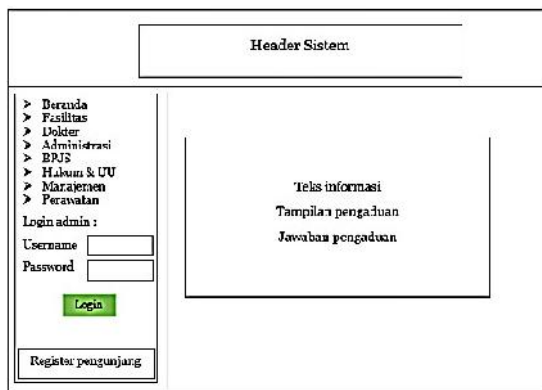 Header Sistem
➢ Beranda
➢ Fasilitas
➢ Dokter
➢ Administrasi
➢ BPJS
➢ Hukum & UU
➢ Manajemen
➢ Perawatan
Login admin :
Username
Password
Login
Register pengunjang
Teks informasi
Tampilan pengaduan
Jawaban pengaduan